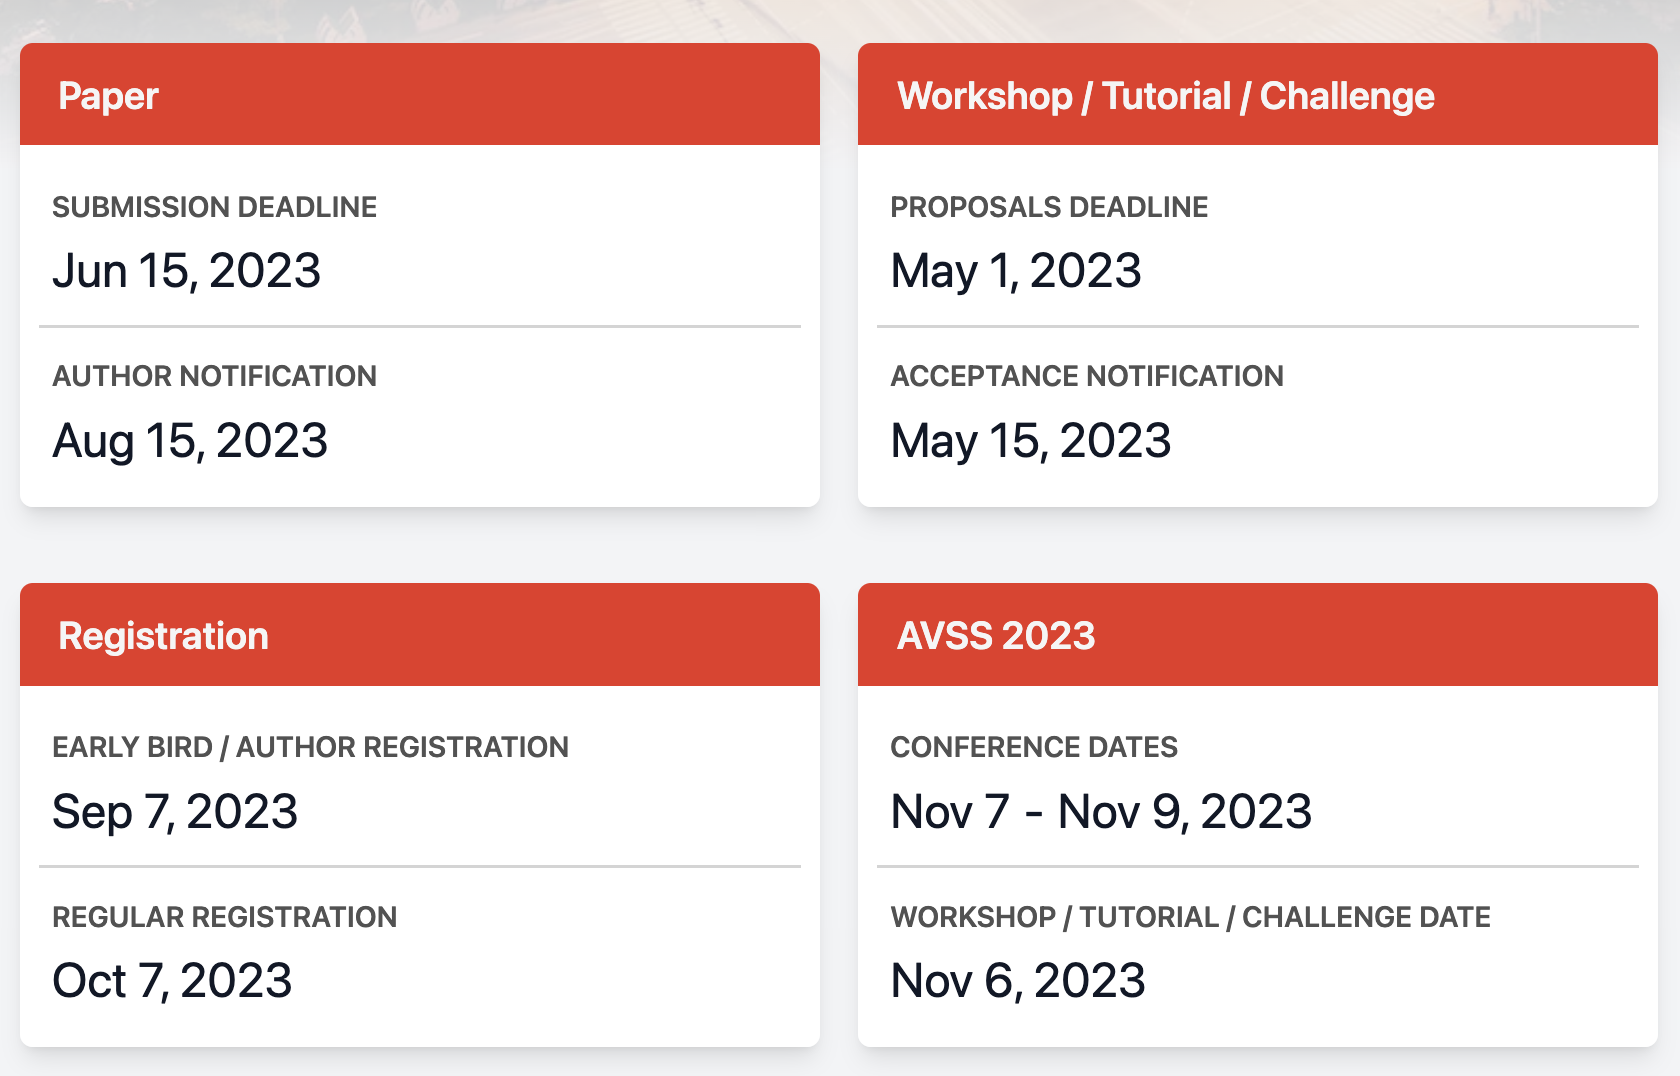 Paper
SUBMISSION DEADLINE
Jun 15, 2023
AUTHOR NOTIFICATION
Aug 15, 2023
Workshop / Tutorial / Challenge
PROPOSALS DEADLINE
May 1, 2023
ACCEPTANCE NOTIFICATION
May 15, 2023
Registration
EARLY BIRD / AUTHOR REGISTRATION
Sep 7, 2023
REGULAR REGISTRATION
Oct 7, 2023
AVSS 2023
CONFERENCE DATES
Nov 7 - Nov 9, 2023
WORKSHOP / TUTORIAL / CHALLENGE DATE
Nov 6, 2023